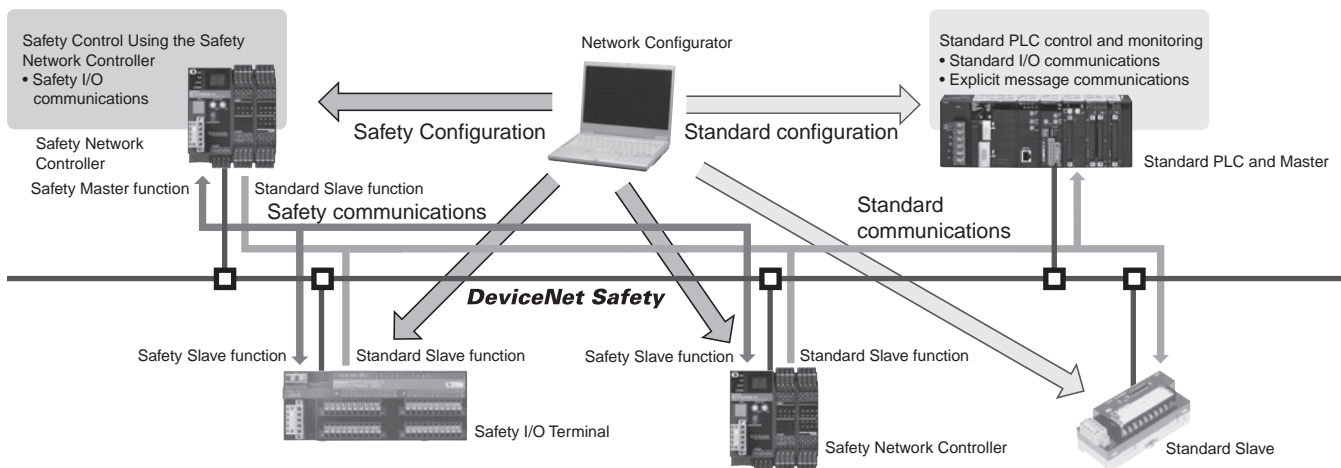 Safety Control Using the Safety
Network Controller
• Safety I/O
communications
Network Configurator
Standard PLC control and monitoring
• Standard I/O communications
• Explicit message communications
Safety Configuration
Standard configuration
Safety Network
Controller
Standard PLC and Master
Safety Master function
Standard Slave function
Safety communications
Standard
communications
DeviceNet Safety
Safety Slave function
Standard Slave function
Safety Slave function
Standard Slave function
Safety I/O Terminal
Safety Network Controller
Standard Slave